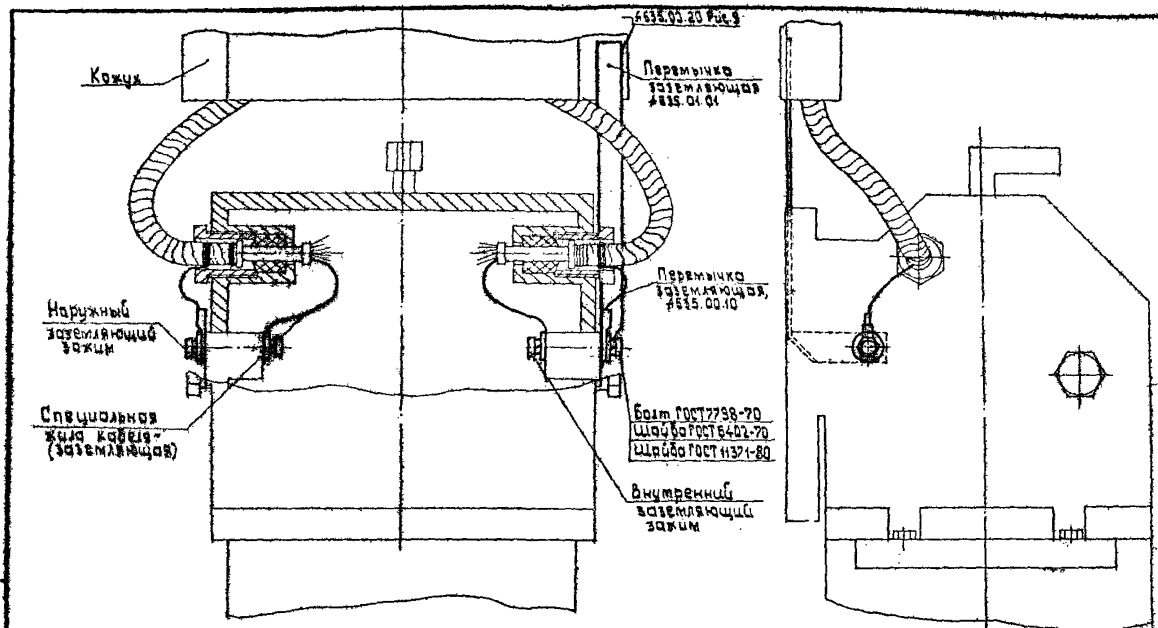 А635.00.20 Рис.9
Кожух
Перемычка
заземляющая
А635.01.01
Перемычка
заземляющая,
А635.00.10
Наружный
заземляющий
зажим
Специальная
жила кабеля-
(заземляющая)
Болт ГОСТ7798-70
Шайба ГОСТ6402-70
Шайба ГОСТ11371-80
Внутренний
заземляющий
зажим